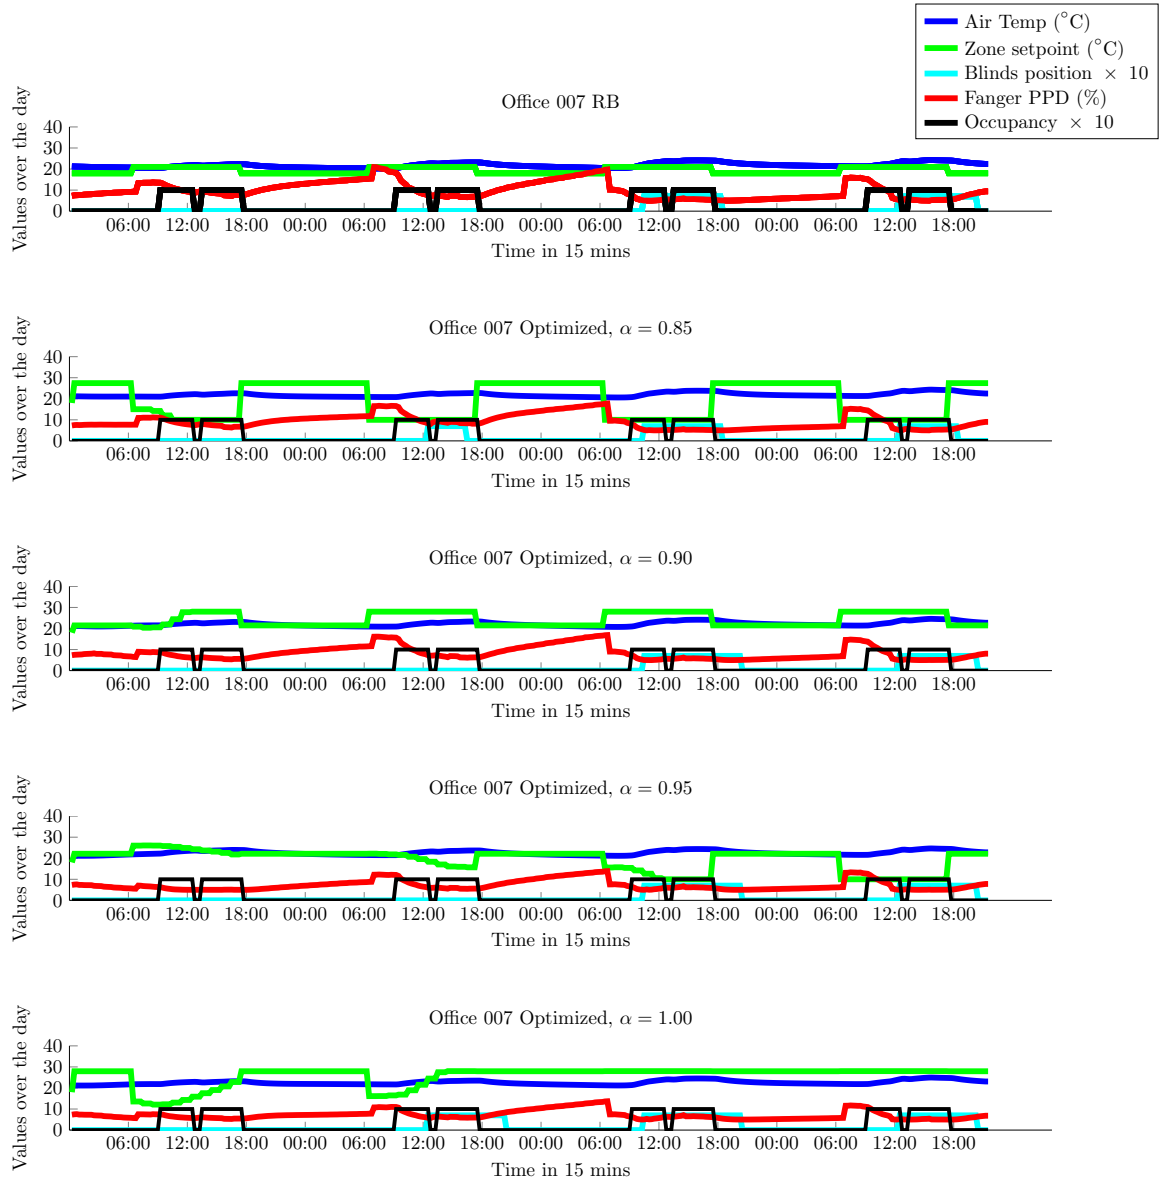 Air Temp (°C)
Zone setpoint (°C)
Blinds position × 10
Fanger PPD (%)
Occupancy × 10
Office 007 RB
Values over the day
40
30
20
10
0
06:00 12:00 18:00 00:00 06:00 12:00 18:00 00:00 06:00 12:00 18:00 00:00 06:00 12:00 18:00
Time in 15 mins
Office 007 Optimized, α = 0.85
Values over the day
40
30
20
10
0
06:00 12:00 18:00 00:00 06:00 12:00 18:00 00:00 06:00 12:00 18:00 00:00 06:00 12:00 18:00
Time in 15 mins
Office 007 Optimized, α = 0.90
Values over the day
40
30
20
10
0
06:00 12:00 18:00 00:00 06:00 12:00 18:00 00:00 06:00 12:00 18:00 00:00 06:00 12:00 18:00
Time in 15 mins
Office 007 Optimized, α = 0.95
Values over the day
40
30
20
10
0
06:00 12:00 18:00 00:00 06:00 12:00 18:00 00:00 06:00 12:00 18:00 00:00 06:00 12:00 18:00
Time in 15 mins
Office 007 Optimized, α = 1.00
Values over the day
40
30
20
10
0
06:00 12:00 18:00 00:00 06:00 12:00 18:00 00:00 06:00 12:00 18:00 00:00 06:00 12:00 18:00
Time in 15 mins